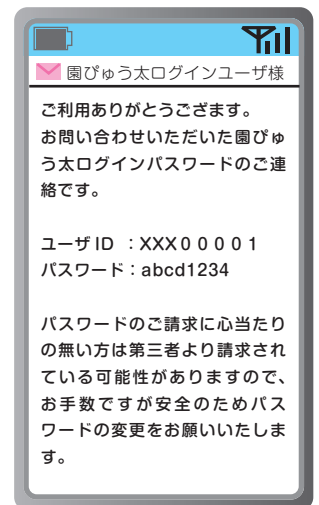 園ぴゅう太ログインユーザ様
ご利用ありがとうござます。
お問い合わせいただいた園ぴゅ
う太ログインパスワードのご連
絡です。
ユーザ ID ：XXX００００１
パスワード：abcd1234
パスワードのご請求に心当たり
の無い方は第三者より請求され
ている可能性がありますので、
お手数ですが安全のためパス
ワードの変更をお願いいたしま
す。